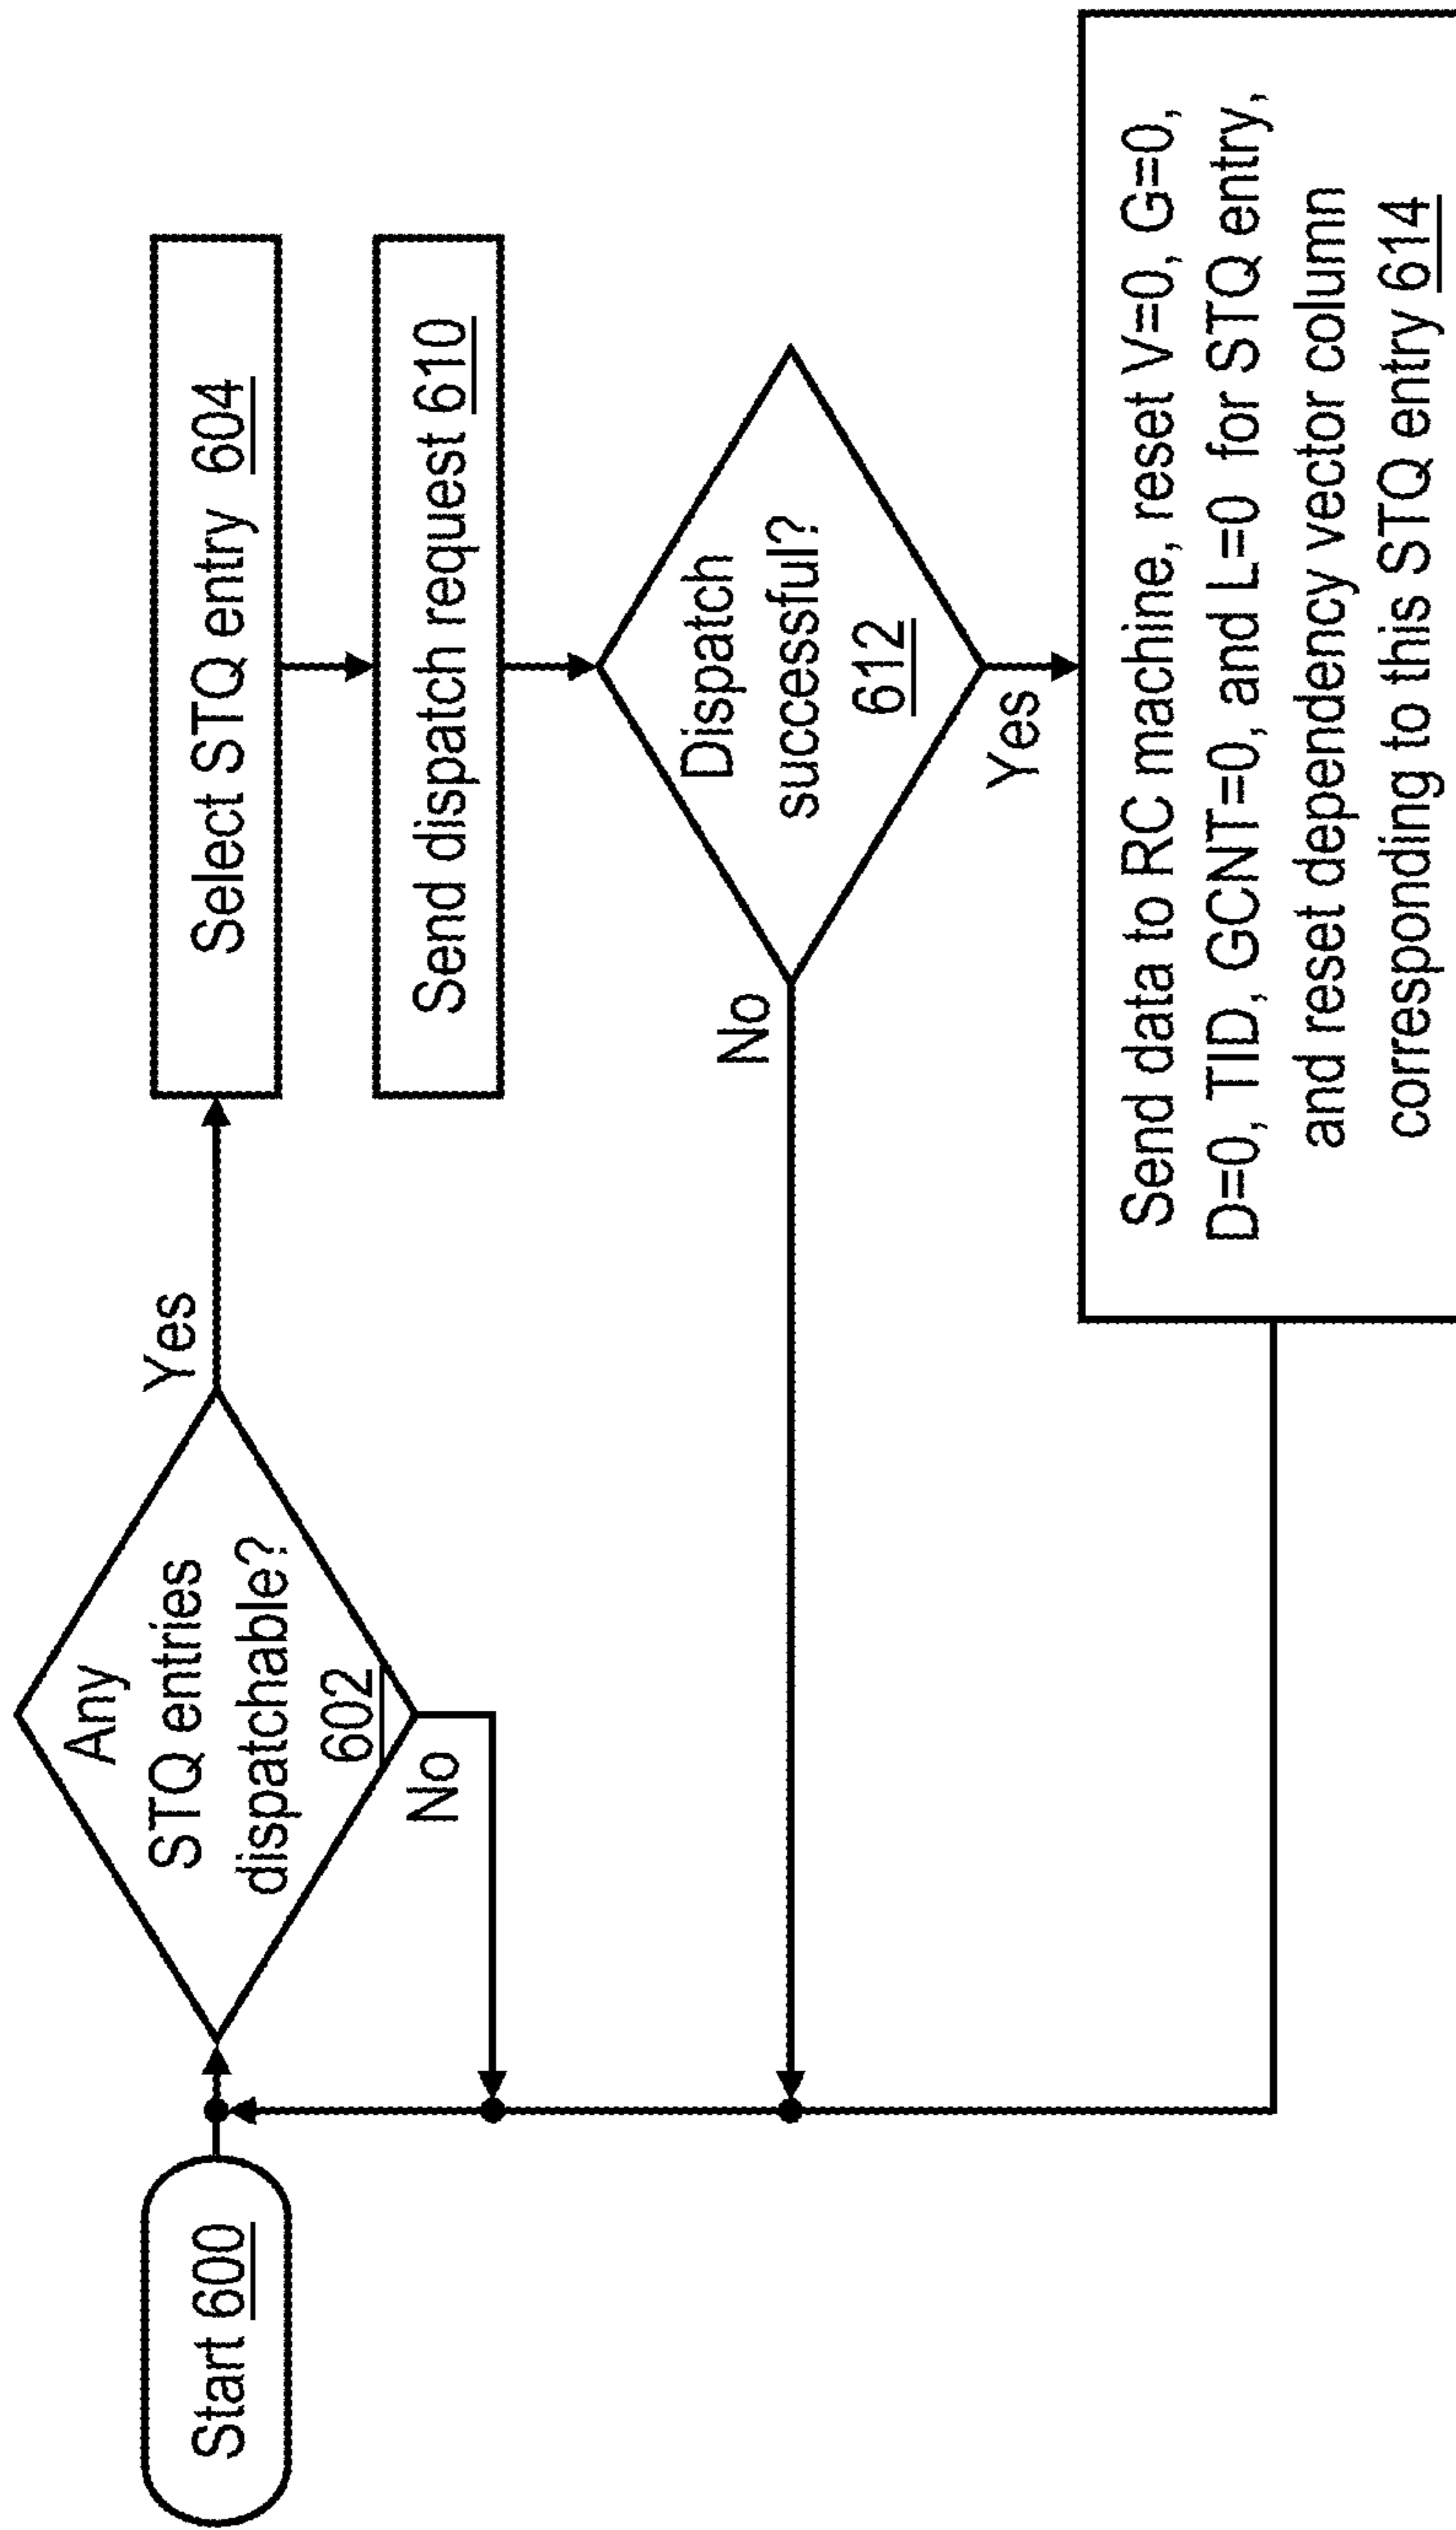 Start 600
Any
STQ entries
dispatchable?
602
Yes
No
Select STQ entry 604
Send dispatch request 610
Dispatch
successful?
612
No
Yes
Send data to RC machine, reset V=0, G=0,
D=0, TID, GCNT=0, and L=0 for STQ entry,
and reset dependency vector column
corresponding to this STQ entry 614